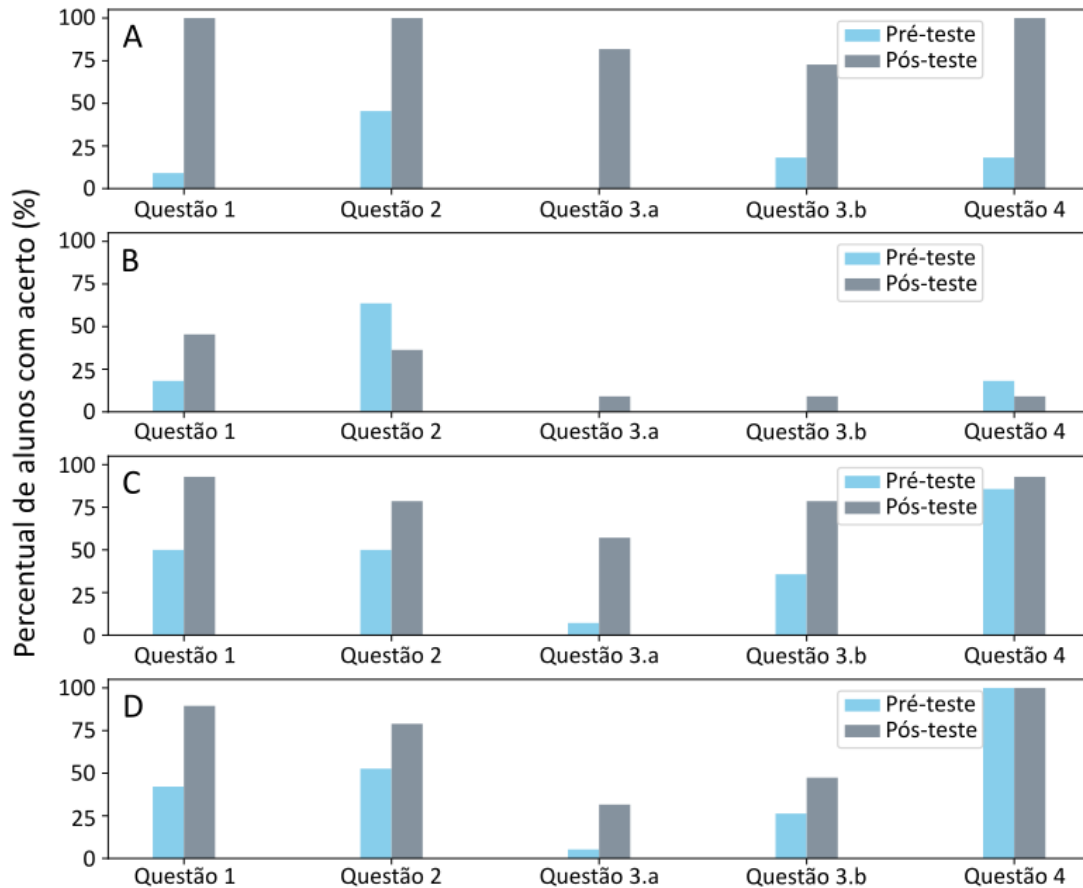 Percentual de alunos com acerto (%)
A
100
75
50
25
0
Pré-teste
Pós-teste
Questão 1 Questão 2 Questão 3.a Questão 3.b Questão 4
B
100
75
50
25
0
Pré-teste
Pós-teste
Questão 1 Questão 2 Questão 3.a Questão 3.b Questão 4
C
100
75
50
25
0
Pré-teste
Pós-teste
Questão 1 Questão 2 Questão 3.a Questão 3.b Questão 4
D
100
75
50
25
0
Pré-teste
Pós-teste
Questão 1 Questão 2 Questão 3.a Questão 3.b Questão 4